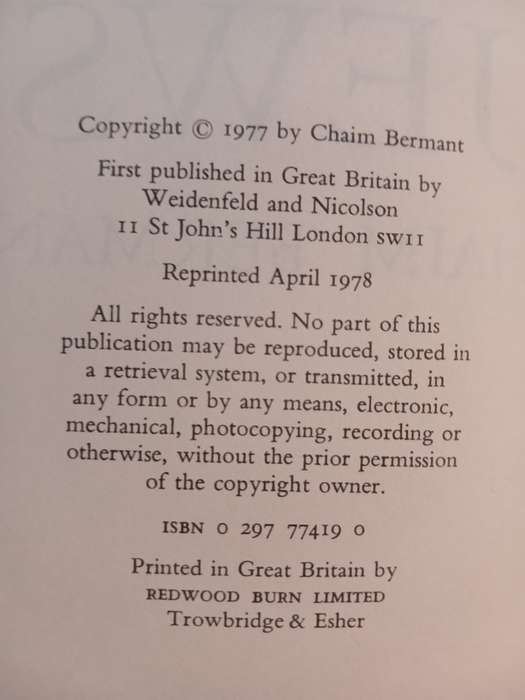 Copyright © 1977 by Chaim Bermant
First published in Great Britain by
Weidenfeld and Nicolson
11 St John's Hill London SW11
Reprinted April 1978
All rights reserved. No part of this
publication may be reproduced, stored in
a retrieval system, or transmitted, in
any form or by any means, electronic,
mechanical, photocopying, recording or
otherwise, without the prior permission
of the copyright owner.
ISBN 0 297 77419 0
Printed in Great Britain by
REDWOOD BURN LIMITED
Trowbridge & Esher